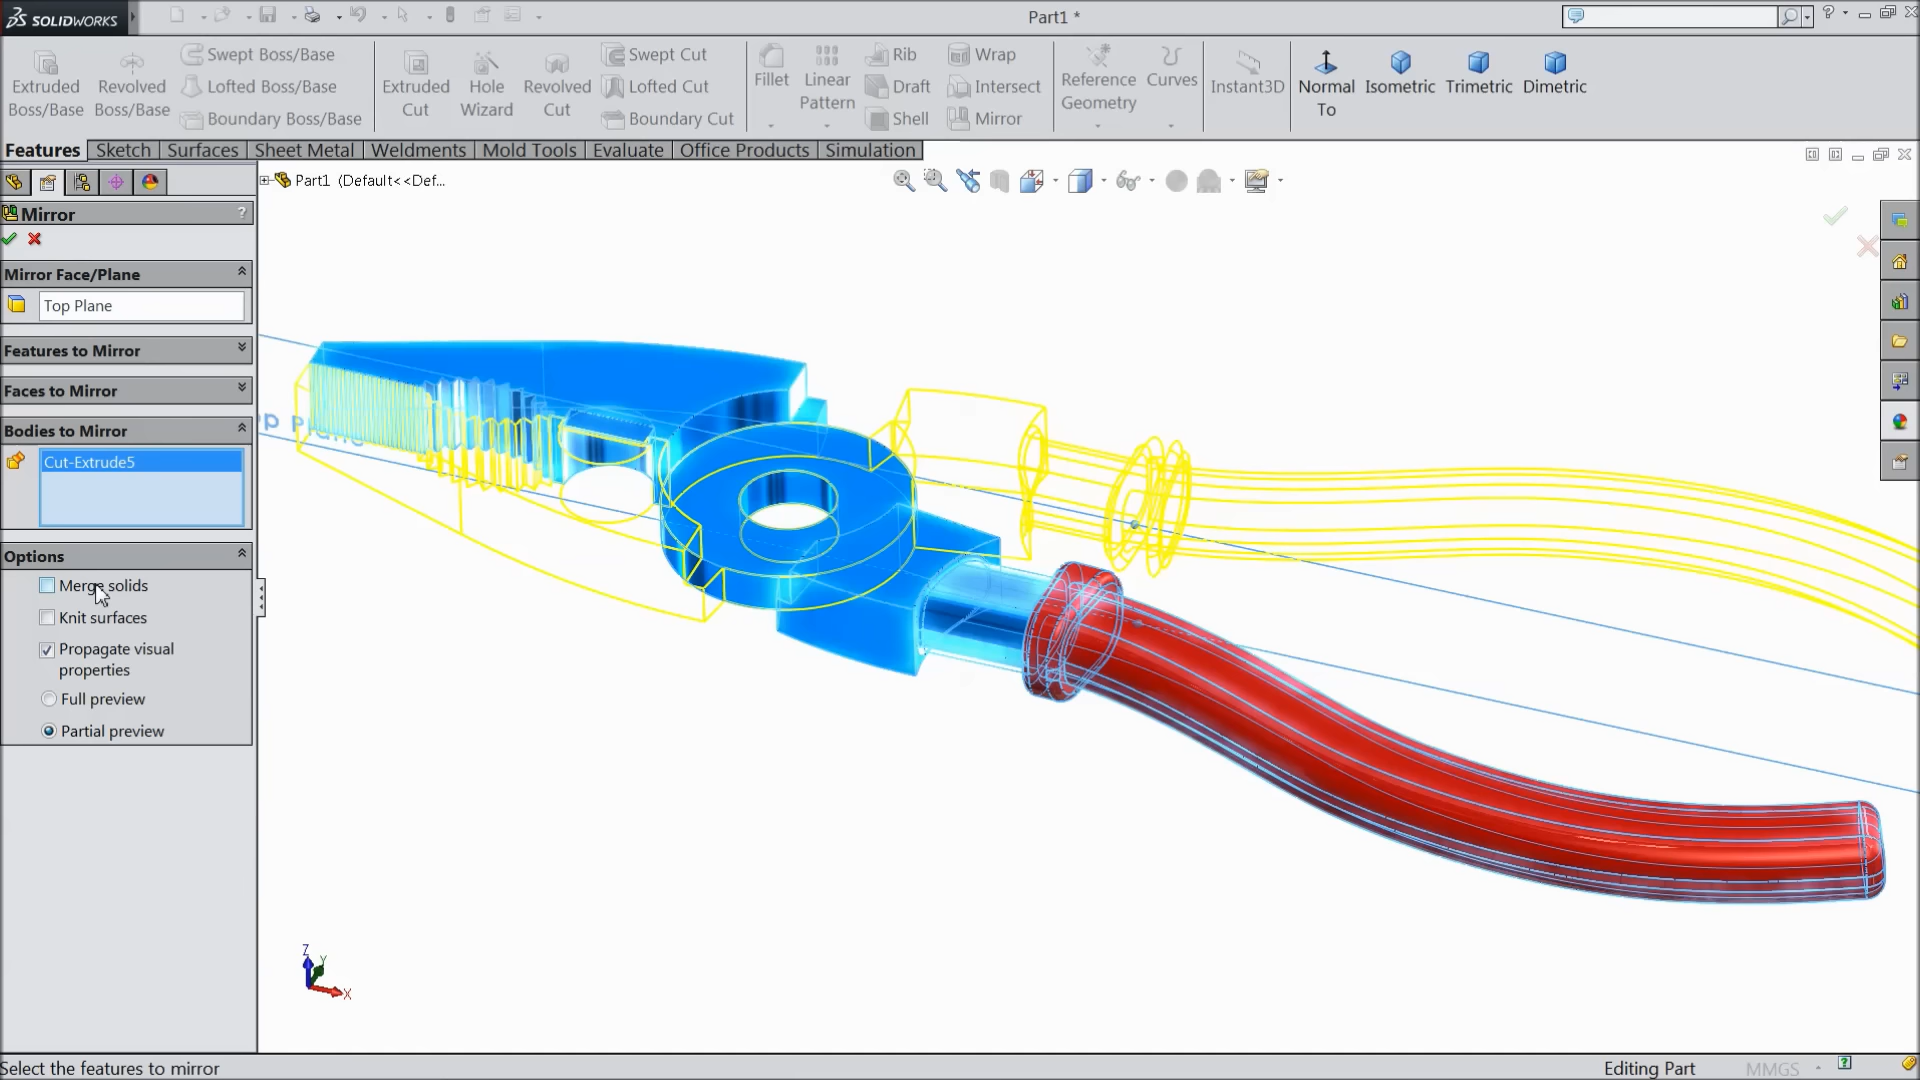 SOLIDWORKS
Part1 *
?
Extruded Boss/Base
Revolved Boss/Base
Swept Boss/Base
Lofted Boss/Base
Boundary Boss/Base
Extruded Cut
Hole Wizard
Revolved Cut
Swept Cut
Lofted Cut
Boundary Cut
Fillet
Linear Pattern
Rib
Draft
Shell
Wrap
Intersect
Mirror
Reference Geometry
Curves
Instant3D
Normal To
Isometric
Trimetric
Dimetric
Features
Sketch
Surfaces
Sheet Metal
Weldments
Mold Tools
Evaluate
Office Products
Simulation
Part1 (Default<<Def...
Mirror
?
Mirror Face/Plane
Top Plane
Features to Mirror
Faces to Mirror
Bodies to Mirror
Cut-Extrude5
Options
Merge solids
Knit surfaces
Propagate visual
properties
Full preview
Partial preview
Z
Y
X
Select the features to mirror
Editing Part
MMGS
?